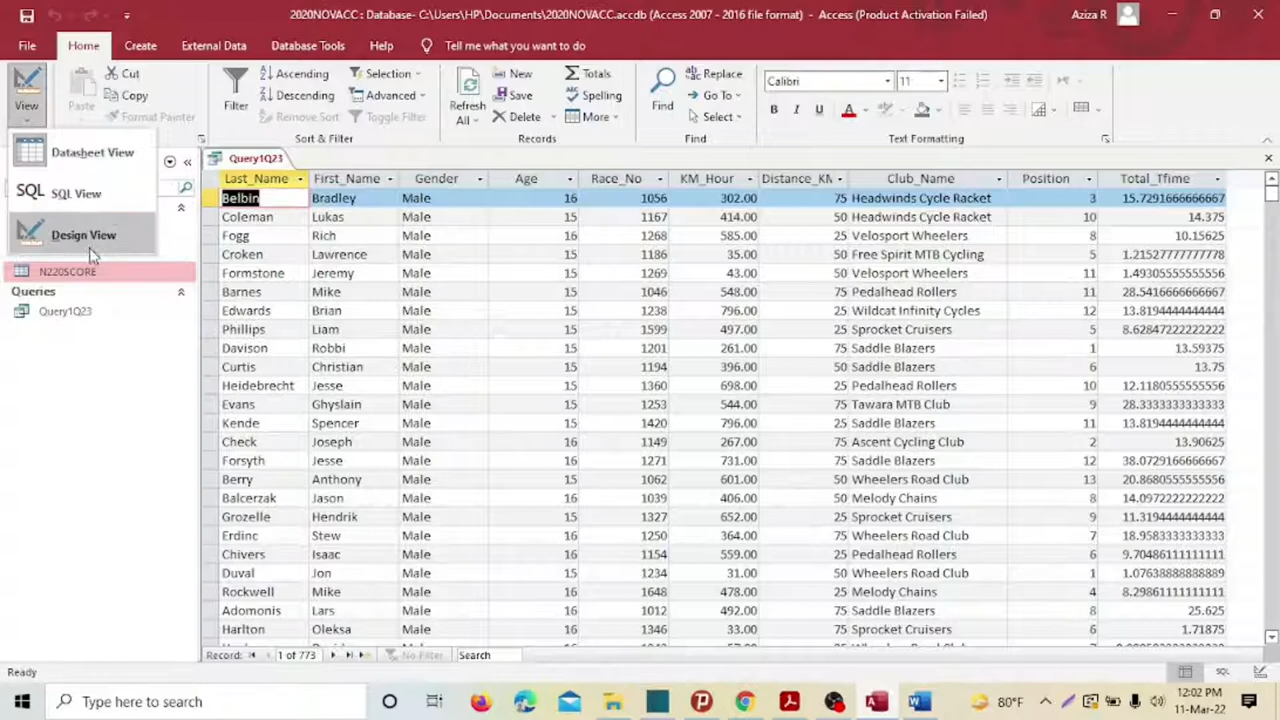 2020NOVACC : Database- C:\Users\HP\Documents\2020NOVACC.accdb (Access 2007 - 2016 file format) - Access (Product Activation Failed)
Aziza R
File Home Create External Data Database Tools Help Tell me what you want to do
View Paste Cut Copy Format Painter
Filter Ascending Descending Remove Sort Selection Advanced Toggle Filter
Sort & Filter
Refresh All New Save Delete Totals Spelling More
Records
Find Replace Go To Select
Find
Calibri 11
B I U A
Text Formatting
Datasheet View
SQL SQL View
Design View
N220SCORE
Queries
Query1Q23
Query1Q23
Last_Name First_Name Gender Age Race_No KM_Hour Distance_KM Club_Name Position Total_Tfime
Belbin Bradley Male 16 1056 302.00 75 Headwinds Cycle Racket 3 15.7291666666667
Coleman Lukas Male 15 1167 414.00 50 Headwinds Cycle Racket 10 14.375
Fogg Rich Male 16 1268 585.00 25 Velosport Wheelers 8 10.15625
Croken Lawrence Male 15 1186 35.00 50 Free Spirit MTB Cycling 5 1.21527777777778
Formstone Jeremy Male 15 1269 43.00 50 Velosport Wheelers 11 1.49305555555556
Barnes Mike Male 15 1046 548.00 75 Pedalhead Rollers 11 28.5416666666667
Edwards Brian Male 15 1238 796.00 25 Wildcat Infinity Cycles 12 13.8194444444444
Phillips Liam Male 15 1599 497.00 25 Sprocket Cruisers 5 8.62847222222222
Davison Robbi Male 15 1201 261.00 75 Saddle Blazers 1 13.59375
Curtis Christian Male 15 1194 396.00 50 Saddle Blazers 6 13.75
Heidebrecht Jesse Male 15 1360 698.00 25 Pedalhead Rollers 10 12.1180555555556
Evans Ghyslain Male 15 1253 544.00 75 Tawara MTB Club 9 28.3333333333333
Kende Spencer Male 15 1420 796.00 25 Saddle Blazers 11 13.8194444444444
Check Joseph Male 16 1149 267.00 75 Ascent Cycling Club 2 13.90625
Forsyth Jesse Male 16 1271 731.00 75 Saddle Blazers 12 38.0729166666667
Berry Anthony Male 15 1062 601.00 50 Wheelers Road Club 13 20.8680555555556
Balcerzak Jason Male 16 1039 406.00 50 Melody Chains 8 14.0972222222222
Grozelle Hendrik Male 15 1327 652.00 25 Sprocket Cruisers 9 11.3194444444444
Erdinc Stew Male 16 1250 364.00 75 Wheelers Road Club 7 18.9583333333333
Chivers Isaac Male 16 1154 559.00 25 Pedalhead Rollers 6 9.70486111111111
Duval Jon Male 15 1234 31.00 50 Wheelers Road Club 1 1.07638888888889
Rockwell Mike Male 16 1648 478.00 25 Melody Chains 4 8.29861111111111
Adomonis Lars Male 16 1012 492.00 75 Saddle Blazers 8 25.625
Harlton Oleksa Male 16 1346 33.00 75 Sprocket Cruisers 6 1.71875
Record: 1 of 773 No Filter Search
Ready
SQL
Type here to search
80°F
12:02 PM
11-Mar-22